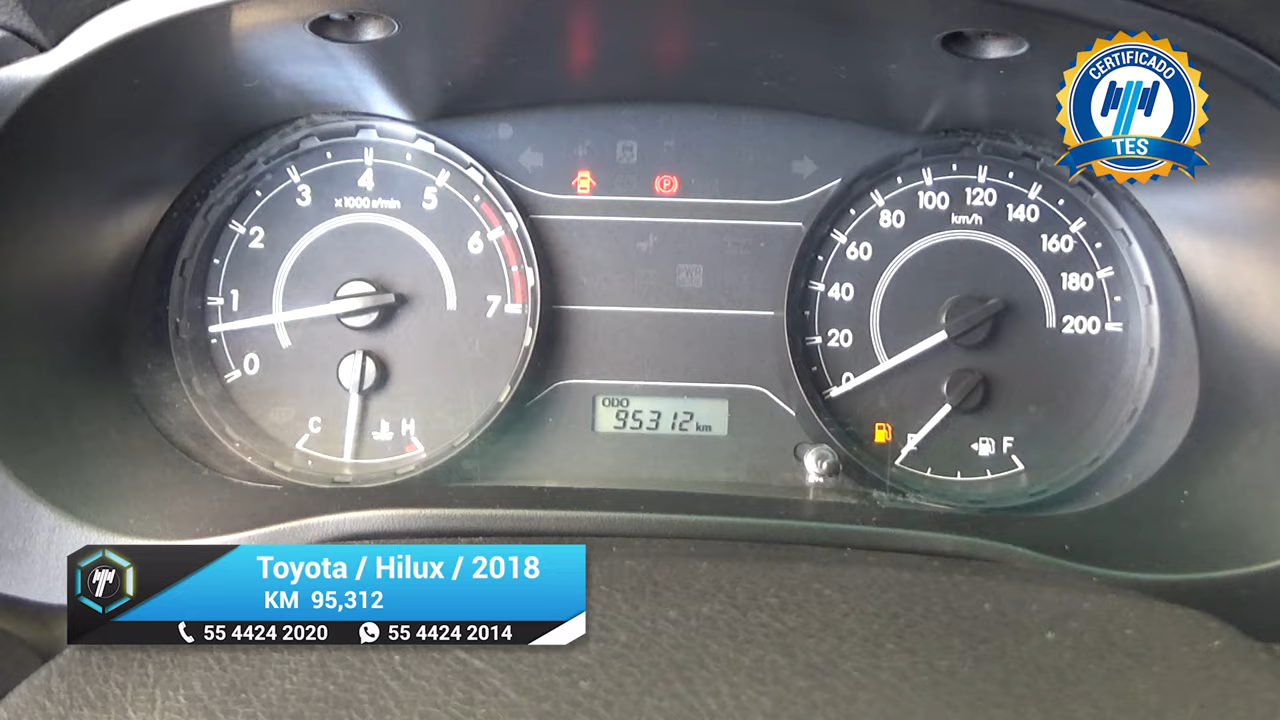 CERTIFICADO
TES
0
1
2
3
4
5
6
7
x1000 r/min
C
H
P
ODO
95312 km
0
20
40
60
80
100
120
140
160
180
200
km/h
E
F
Toyota / Hilux / 2018
KM 95,312
55 4424 2020
55 4424 2014